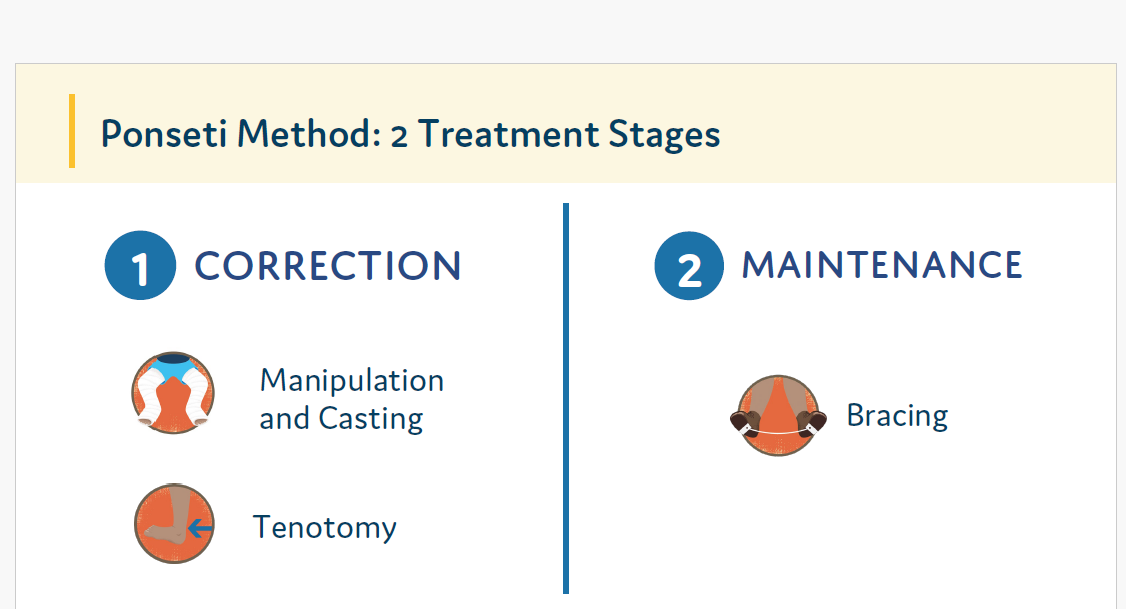 Ponseti Method: 2 Treatment Stages
1 CORRECTION
Manipulation
and Casting
Tenotomy
2 MAINTENANCE
Bracing